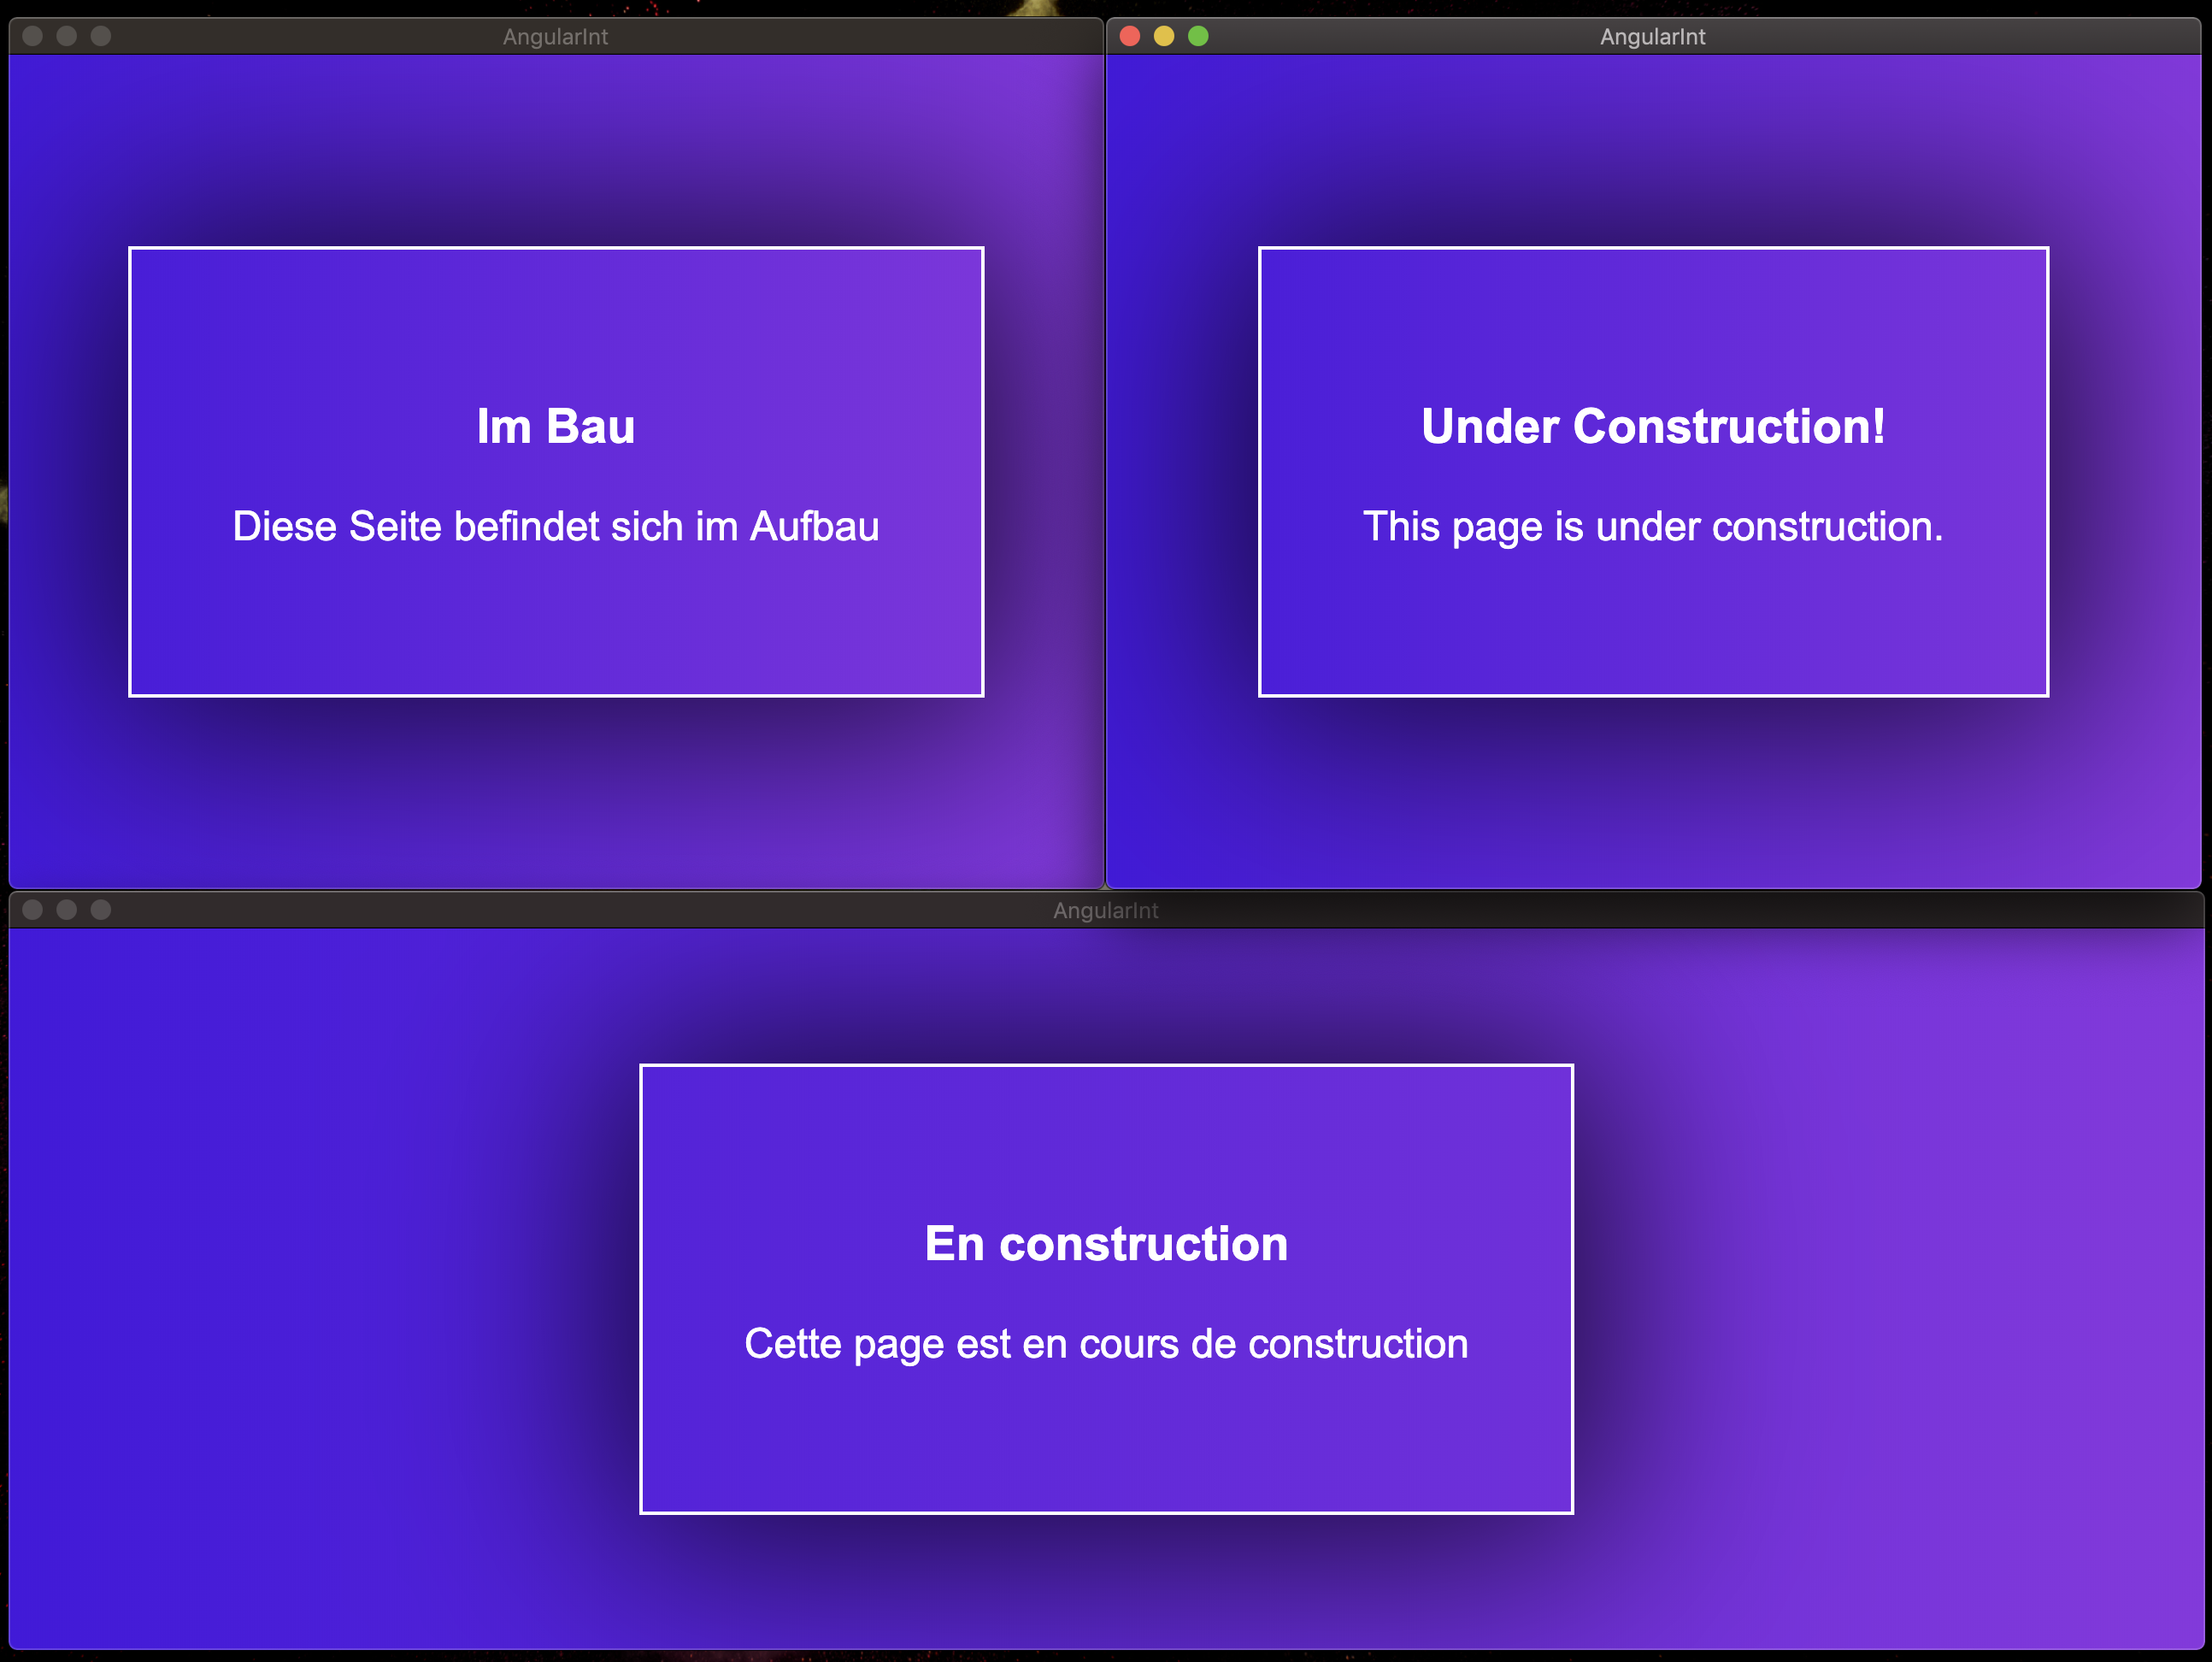 AngularInt
Im Bau
Diese Seite befindet sich im Aufbau
AngularInt
Under Construction!
This page is under construction.
AngularInt
En construction
Cette page est en cours de construction